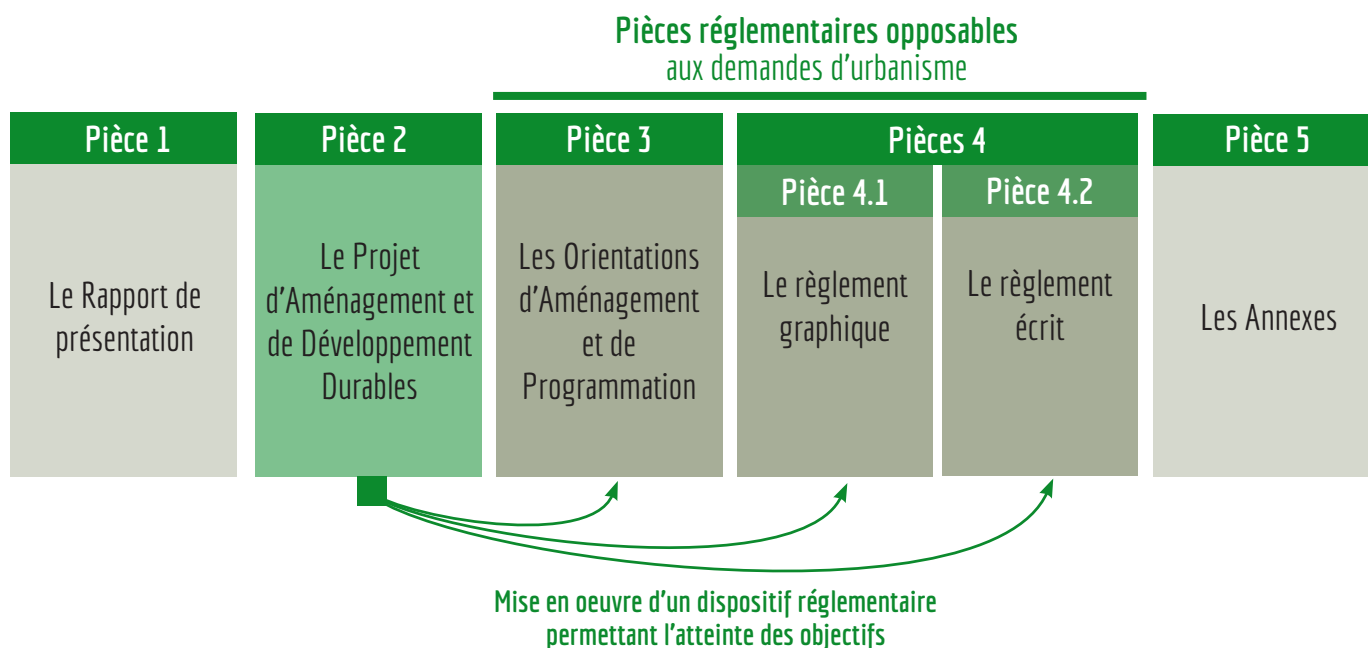 Pièces réglementaires opposables
aux demandes d'urbanisme
Pièce 1
Le Rapport de
présentation
Pièce 2
Le Projet
d'Aménagement et
de Développement
Durables
Pièce 3
Les Orientations
d'Aménagement
et de
Programmation
Pièces 4
Pièce 4.1
Le règlement
graphique
Pièce 4.2
Le règlement
écrit
Pièce 5
Les Annexes
Mise en oeuvre d'un dispositif réglementaire
permettant l'atteinte des objectifs